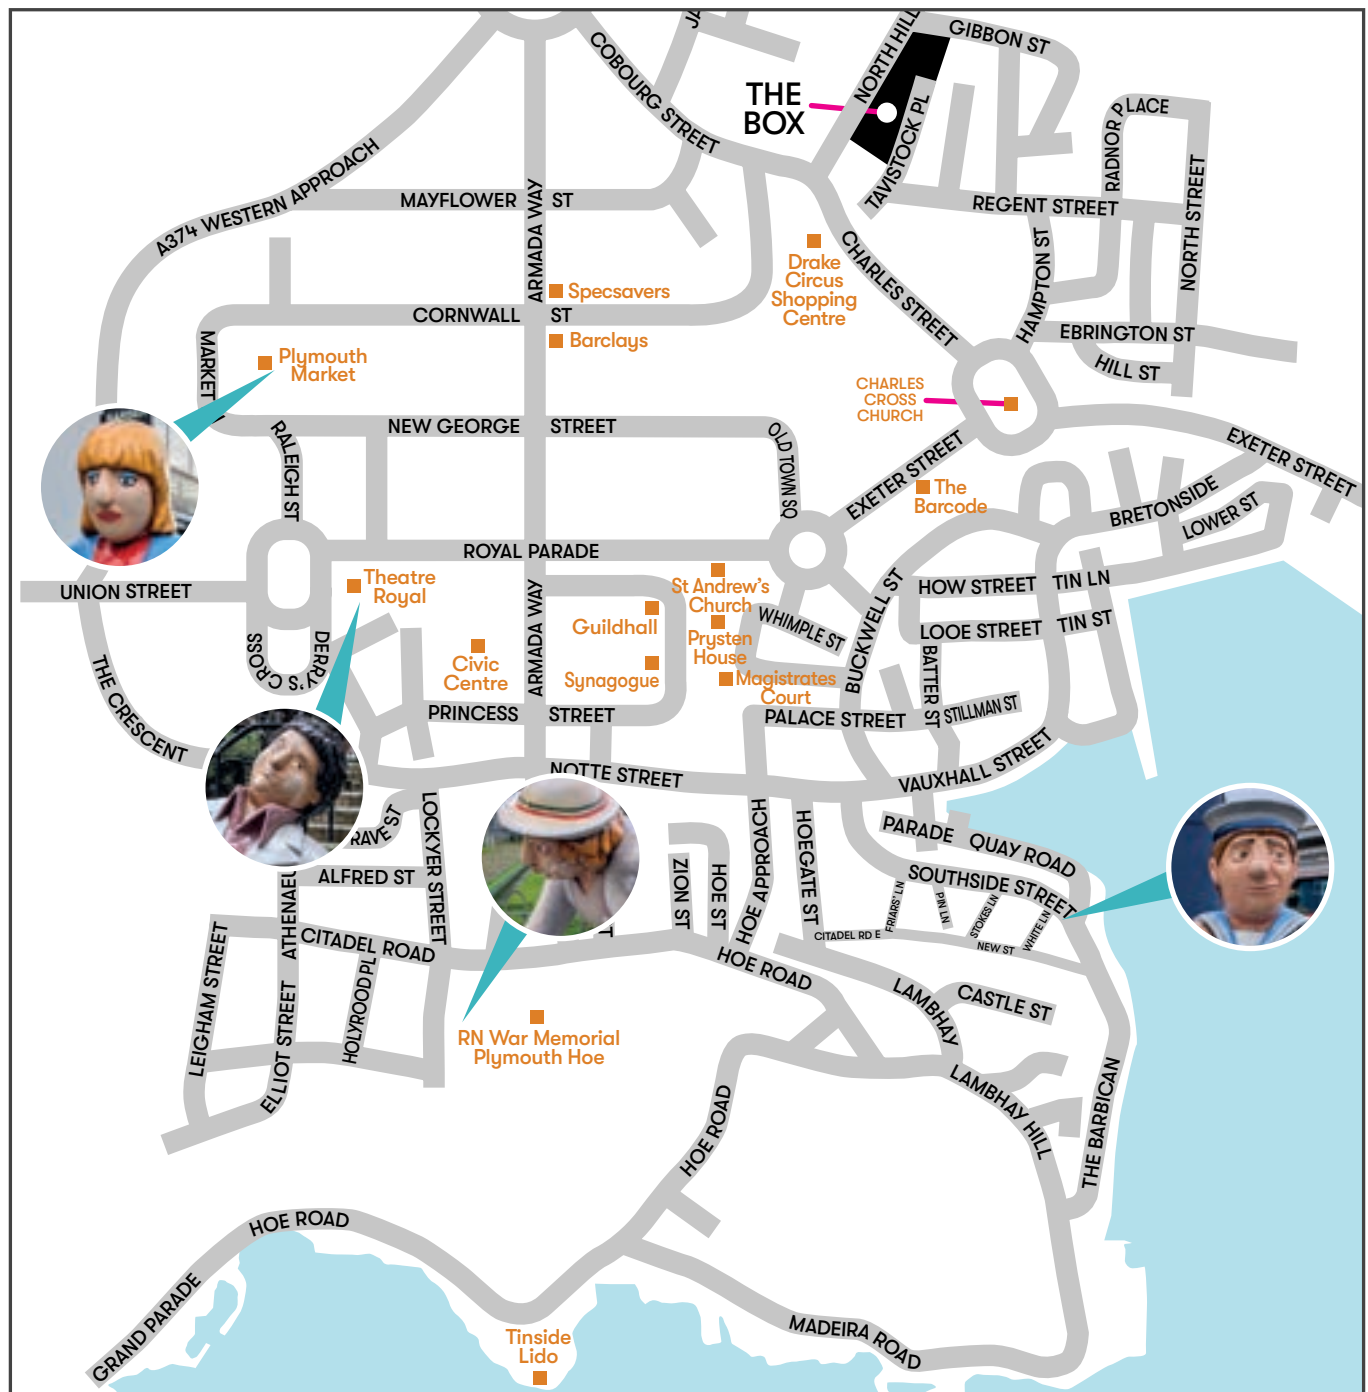 JA
GIBBON ST
NORTH HILL
COBOURG STREET
THE
BOX
TAVISTOCK PL
RADNOR PLACE
NORTH STREET
A374 WESTERN APPROACH
MAYFLOWER ST
ARMADA WAY
REGENT STREET
HAMPTON ST
Drake
Circus
Shopping
Centre
CHARLES STREET
Specsavers
CORNWALL ST
Barclays
EBRINGTON ST
HILL ST
MARKET
Plymouth
Market
CHARLES
CROSS
CHURCH
NEW GEORGE STREET
RALEIGH ST
OLD TOWN SQ
EXETER STREET
EXETER STREET
The
Barcode
BRETONSIDE
LOWER ST
ROYAL PARADE
UNION STREET
Theatre
Royal
ARMADA WAY
St Andrew's
Church
Guildhall
Prysten
House
WHIMPLE ST
BUCKWELL ST
HOW STREET
TIN LN
LOOE STREET
TIN ST
BATTER ST
STILLMAN ST
DERRY'S CROSS
Civic
Centre
Synagogue
Magistrates
Court
THE CRESCENT
PRINCESS STREET
PALACE STREET
NOTTE STREET
VAUXHALL STREET
RAVE ST
LOCKYER STREET
ALFRED ST
ATHENAEU
ZION ST
HOE ST
HOE APPROACH
HOEGATE ST
PARADE
QUAY ROAD
SOUTHSIDE STREET
FRIARS' LN
PIN LN
STOKES LN
WHITE LN
CITADEL RD E
NEW ST
CITADEL ROAD
T
LEIGHAM STREET
ELLIOT STREET
HOLYROOD PL
HOE ROAD
LAMBHAY
CASTLE ST
RN War Memorial
Plymouth Hoe
LAMBHAY HILL
THE BARBICAN
HOE ROAD
HOE ROAD
GRAND PARADE
Tinside
Lido
MADEIRA ROAD